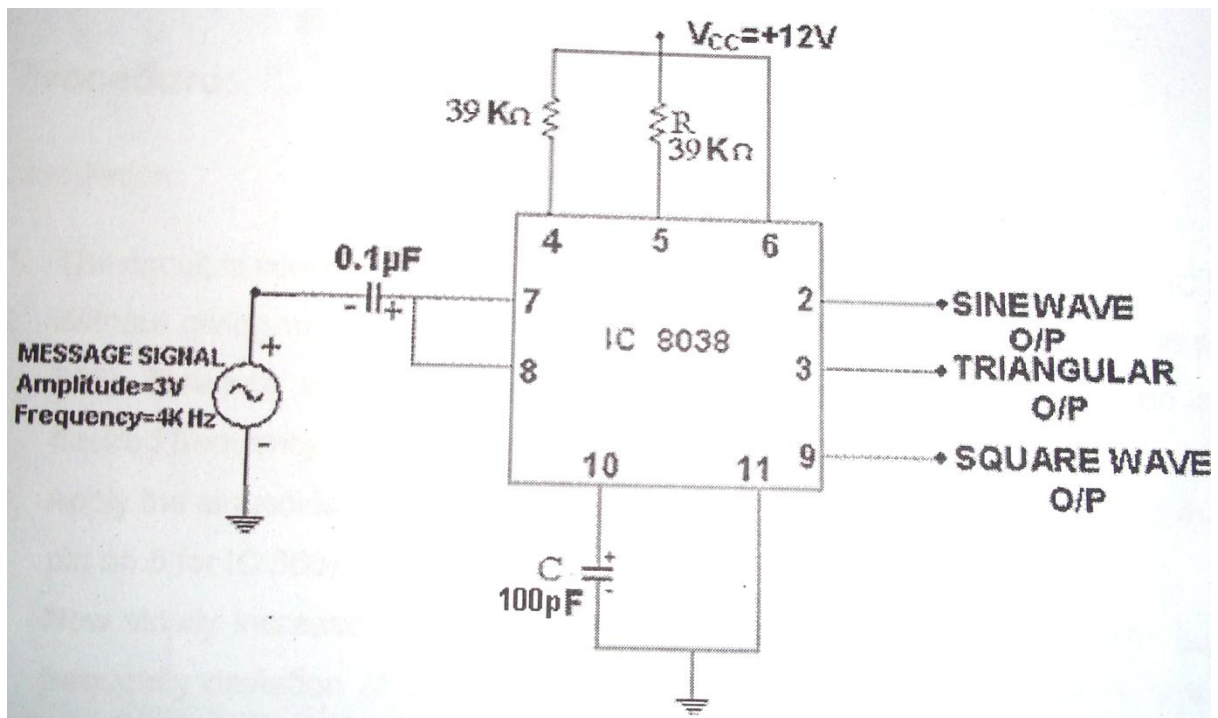 V_CC=+12V
39 KΩ
R
39 KΩ
4
5
6
0.1µF
- +
7
2
SINEWAVE
O/P
IC 8038
MESSAGE SIGNAL
+
Amplitude=3V
Frequency=4K Hz
-
8
3
TRIANGULAR
O/P
10
11
9
SQUARE WAVE
O/P
C
+
100pF
-